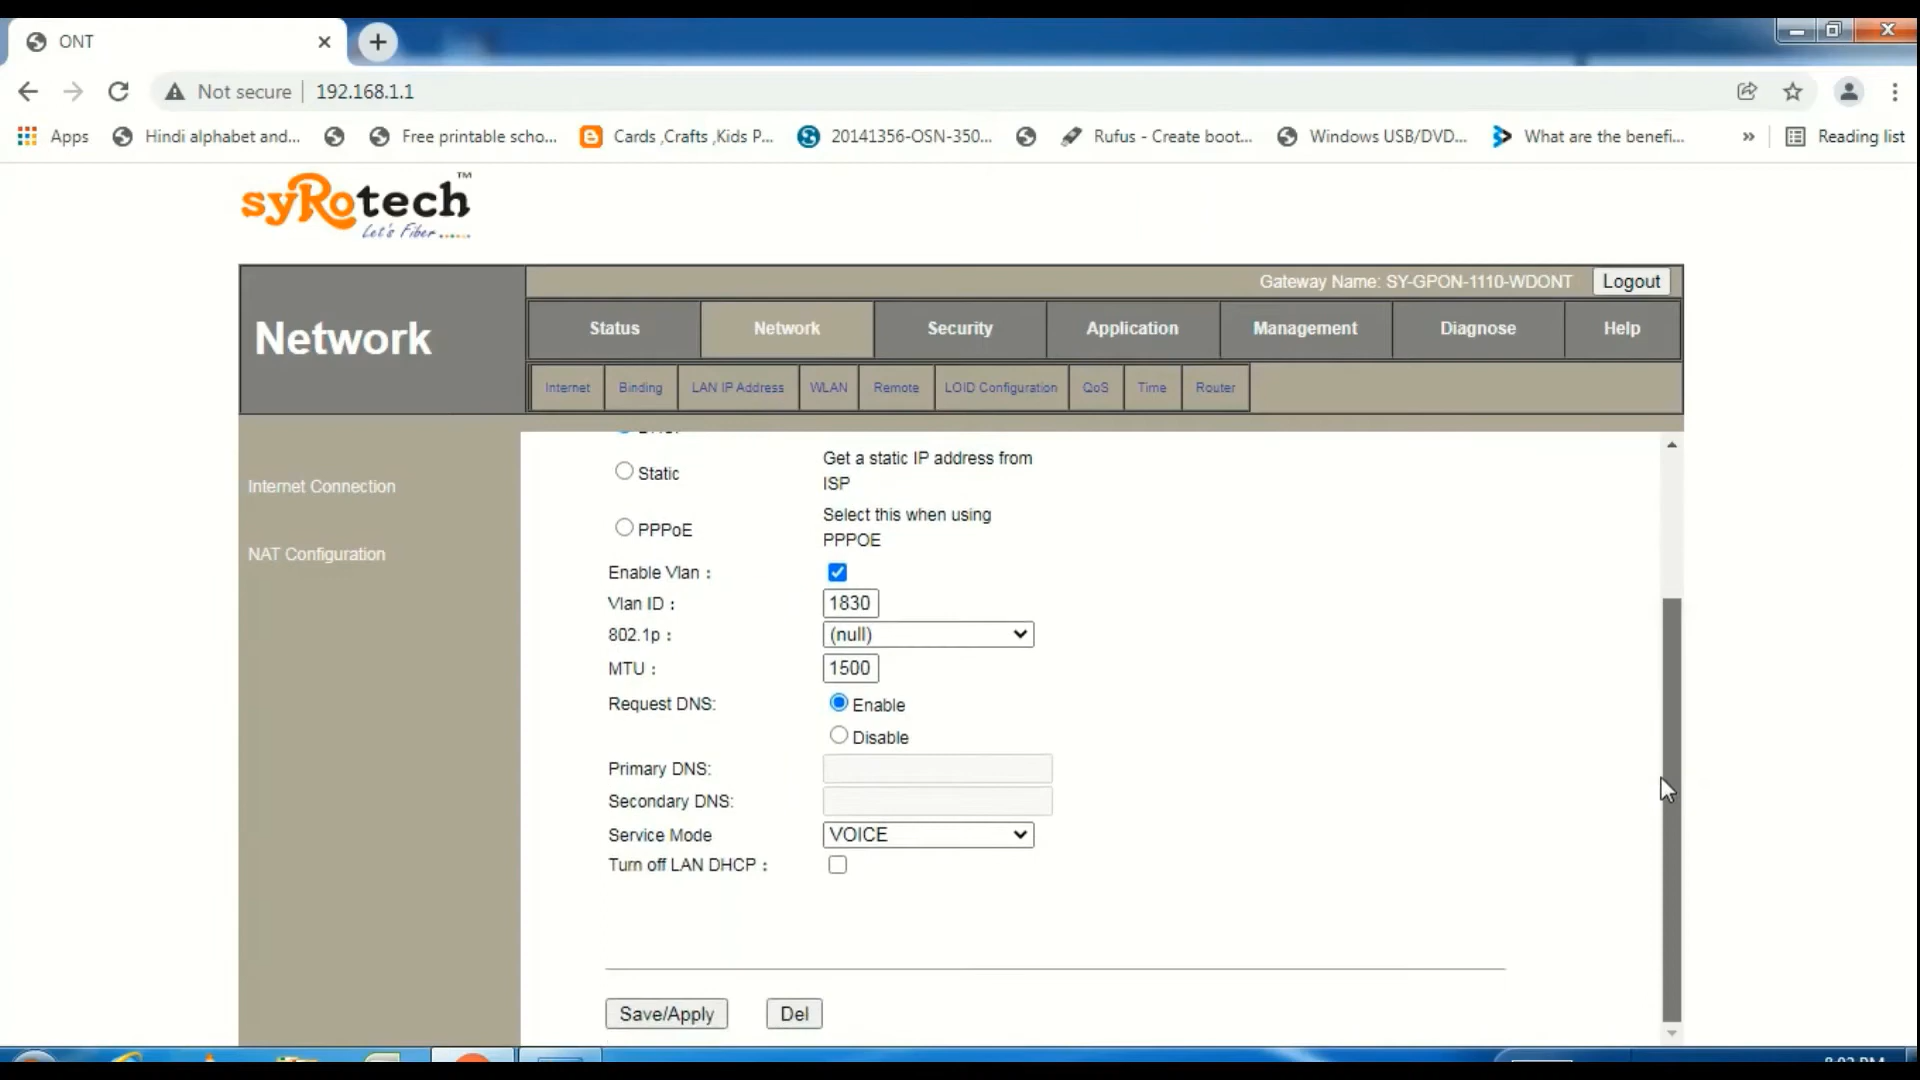 ONT
Not secure 192.168.1.1
Apps Hindi alphabet and... Free printable scho... Cards ,Crafts ,Kids P... 20141356-OSN-350... Rufus - Create boot... Windows USB/DVD... What are the benefi... » Reading list
syRotech™
Let's Fiber.....
Gateway Name: SY-GPON-1110-WDONT Logout
Network
Status Network Security Application Management Diagnose Help
Internet Binding LAN IP Address WLAN Remote LOID Configuration QoS Time Router
Internet Connection
NAT Configuration
Static Get a static IP address from
ISP
PPPoE Select this when using
PPPOE
Enable Vlan :
Vlan ID : 1830
802.1p : (null)
MTU : 1500
Request DNS: Enable
Disable
Primary DNS:
Secondary DNS:
Service Mode VOICE
Turn off LAN DHCP :
Save/Apply Del